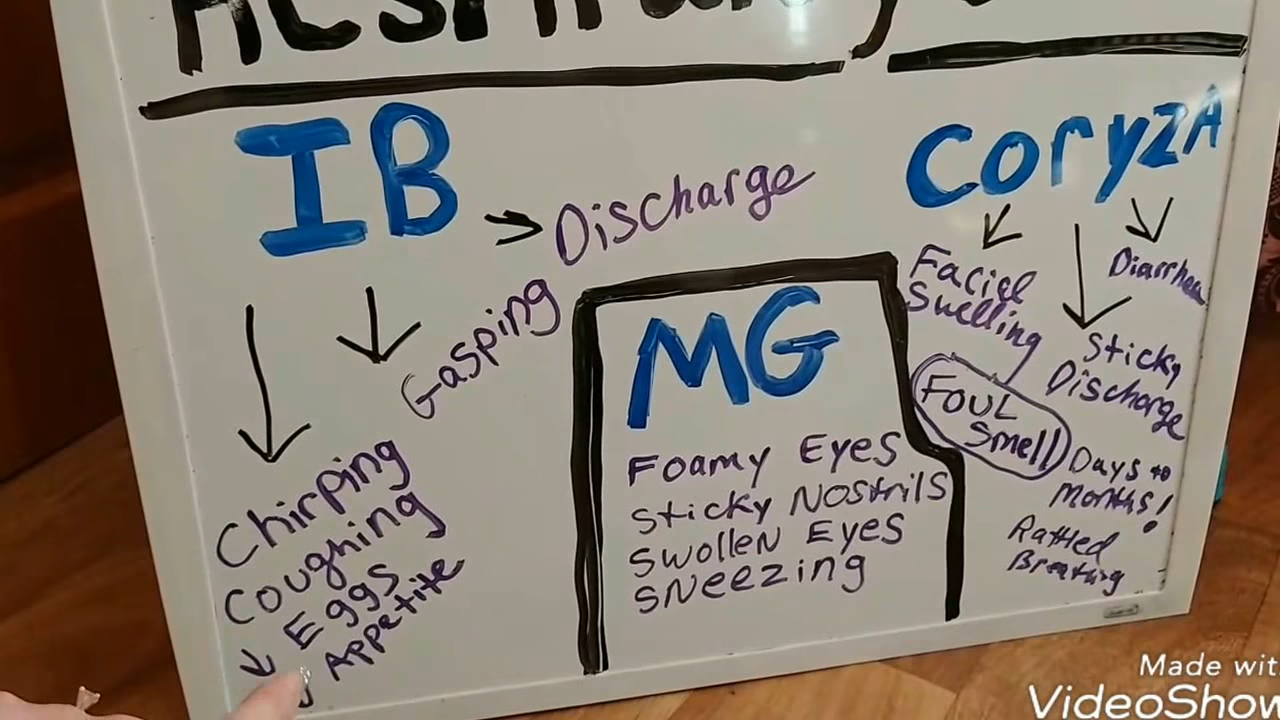 IB
→ Discharge
Gasping
Chirping
Coughing
↓ Eggs
Appetite
MG
Foamy Eyes
Sticky Nostrils
Swollen Eyes
Sneezing
CoryzA
Facial
Swelling
Foul
Smell
Sticky
Discharge
Diarrhea
Days to
Months!
Rattled
Breathing
Made with
VideoShow